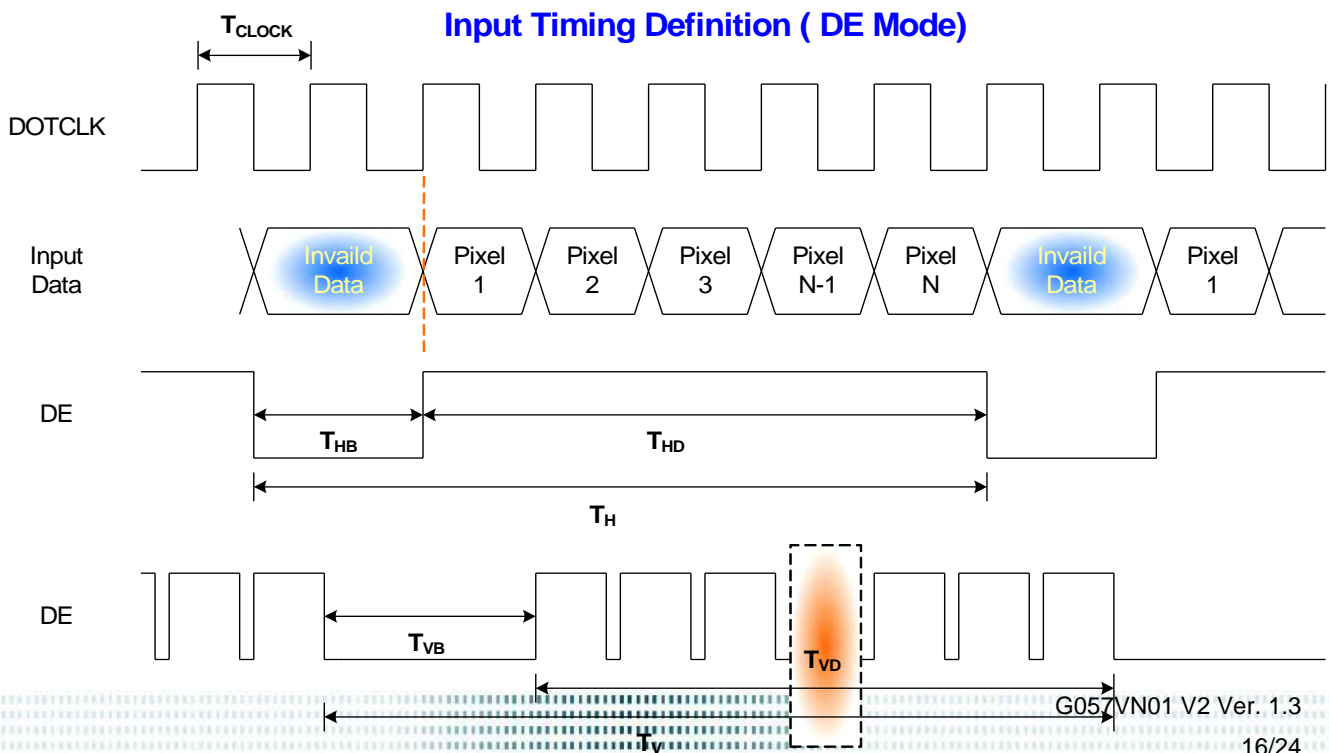 Input Timing Definition ( DE Mode)
TCLOCK
DOTCLK
Input
Data
Invaild
Data
Pixel
1
Pixel
2
Pixel
3
Pixel
N-1
Pixel
N
Invaild
Data
Pixel
1
DE
THB
THD
TH
DE
TVB
TVD
TV
G057VN01 V2 Ver. 1.3
16/24